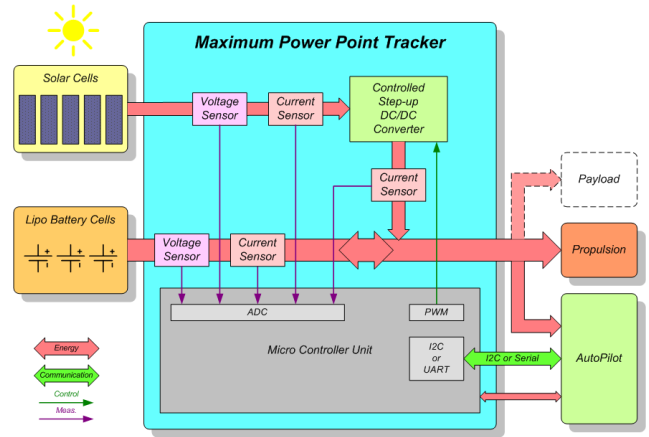 Maximum Power Point Tracker
Solar Cells
Voltage
Sensor
Current
Sensor
Controlled
Step-up
DC/DC
Converter
Current
Sensor
Payload
Lipo Battery Cells
+
+
+
Voltage
Sensor
Current
Sensor
Propulsion
ADC
PWM
Micro Controller Unit
I2C
or
UART
I2C or Serial
AutoPilot
Energy
Communication
Control
Meas.